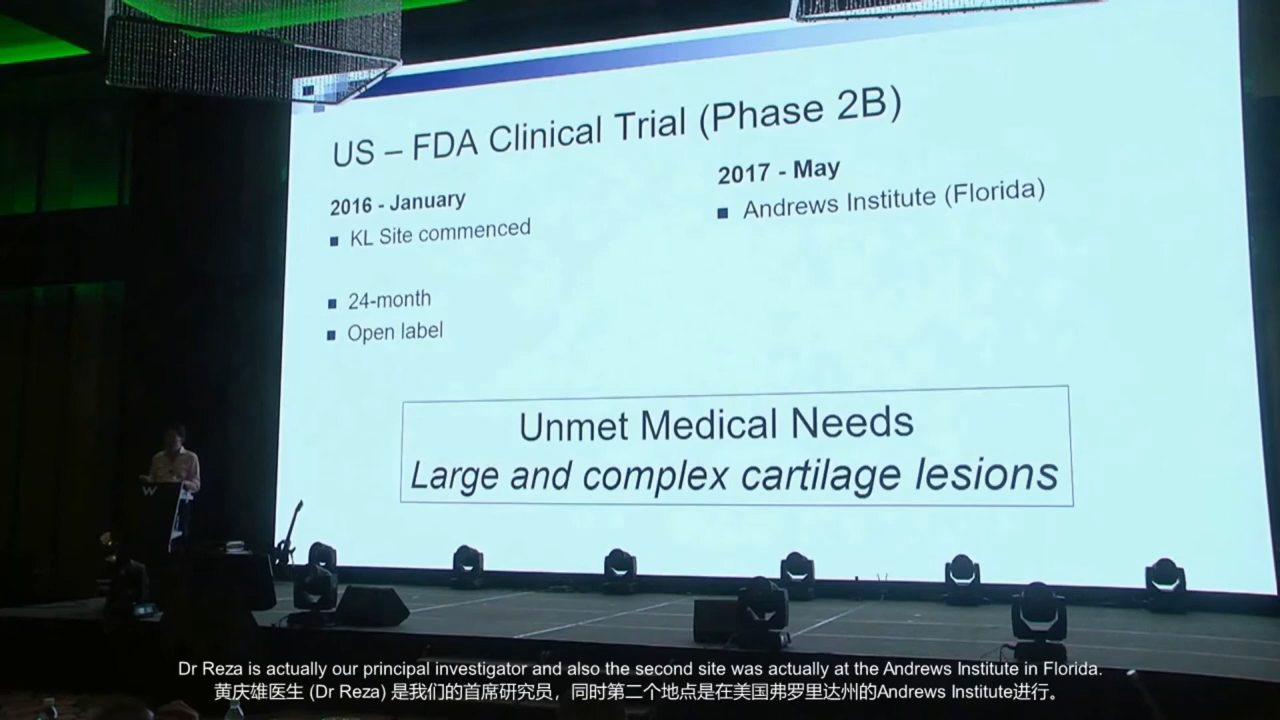 US – FDA Clinical Trial (Phase 2B)
2016 - January
KL Site commenced
24-month
Open label
2017 - May
Andrews Institute (Florida)
Unmet Medical Needs
Large and complex cartilage lesions
W
Dr Reza is actually our principal investigator and also the second site was actually at the Andrews Institute in Florida.
黄庆雄医生 (Dr Reza) 是我们的首席研究员，同时第二个地点是在美国弗罗里达州的Andrews Institute进行。